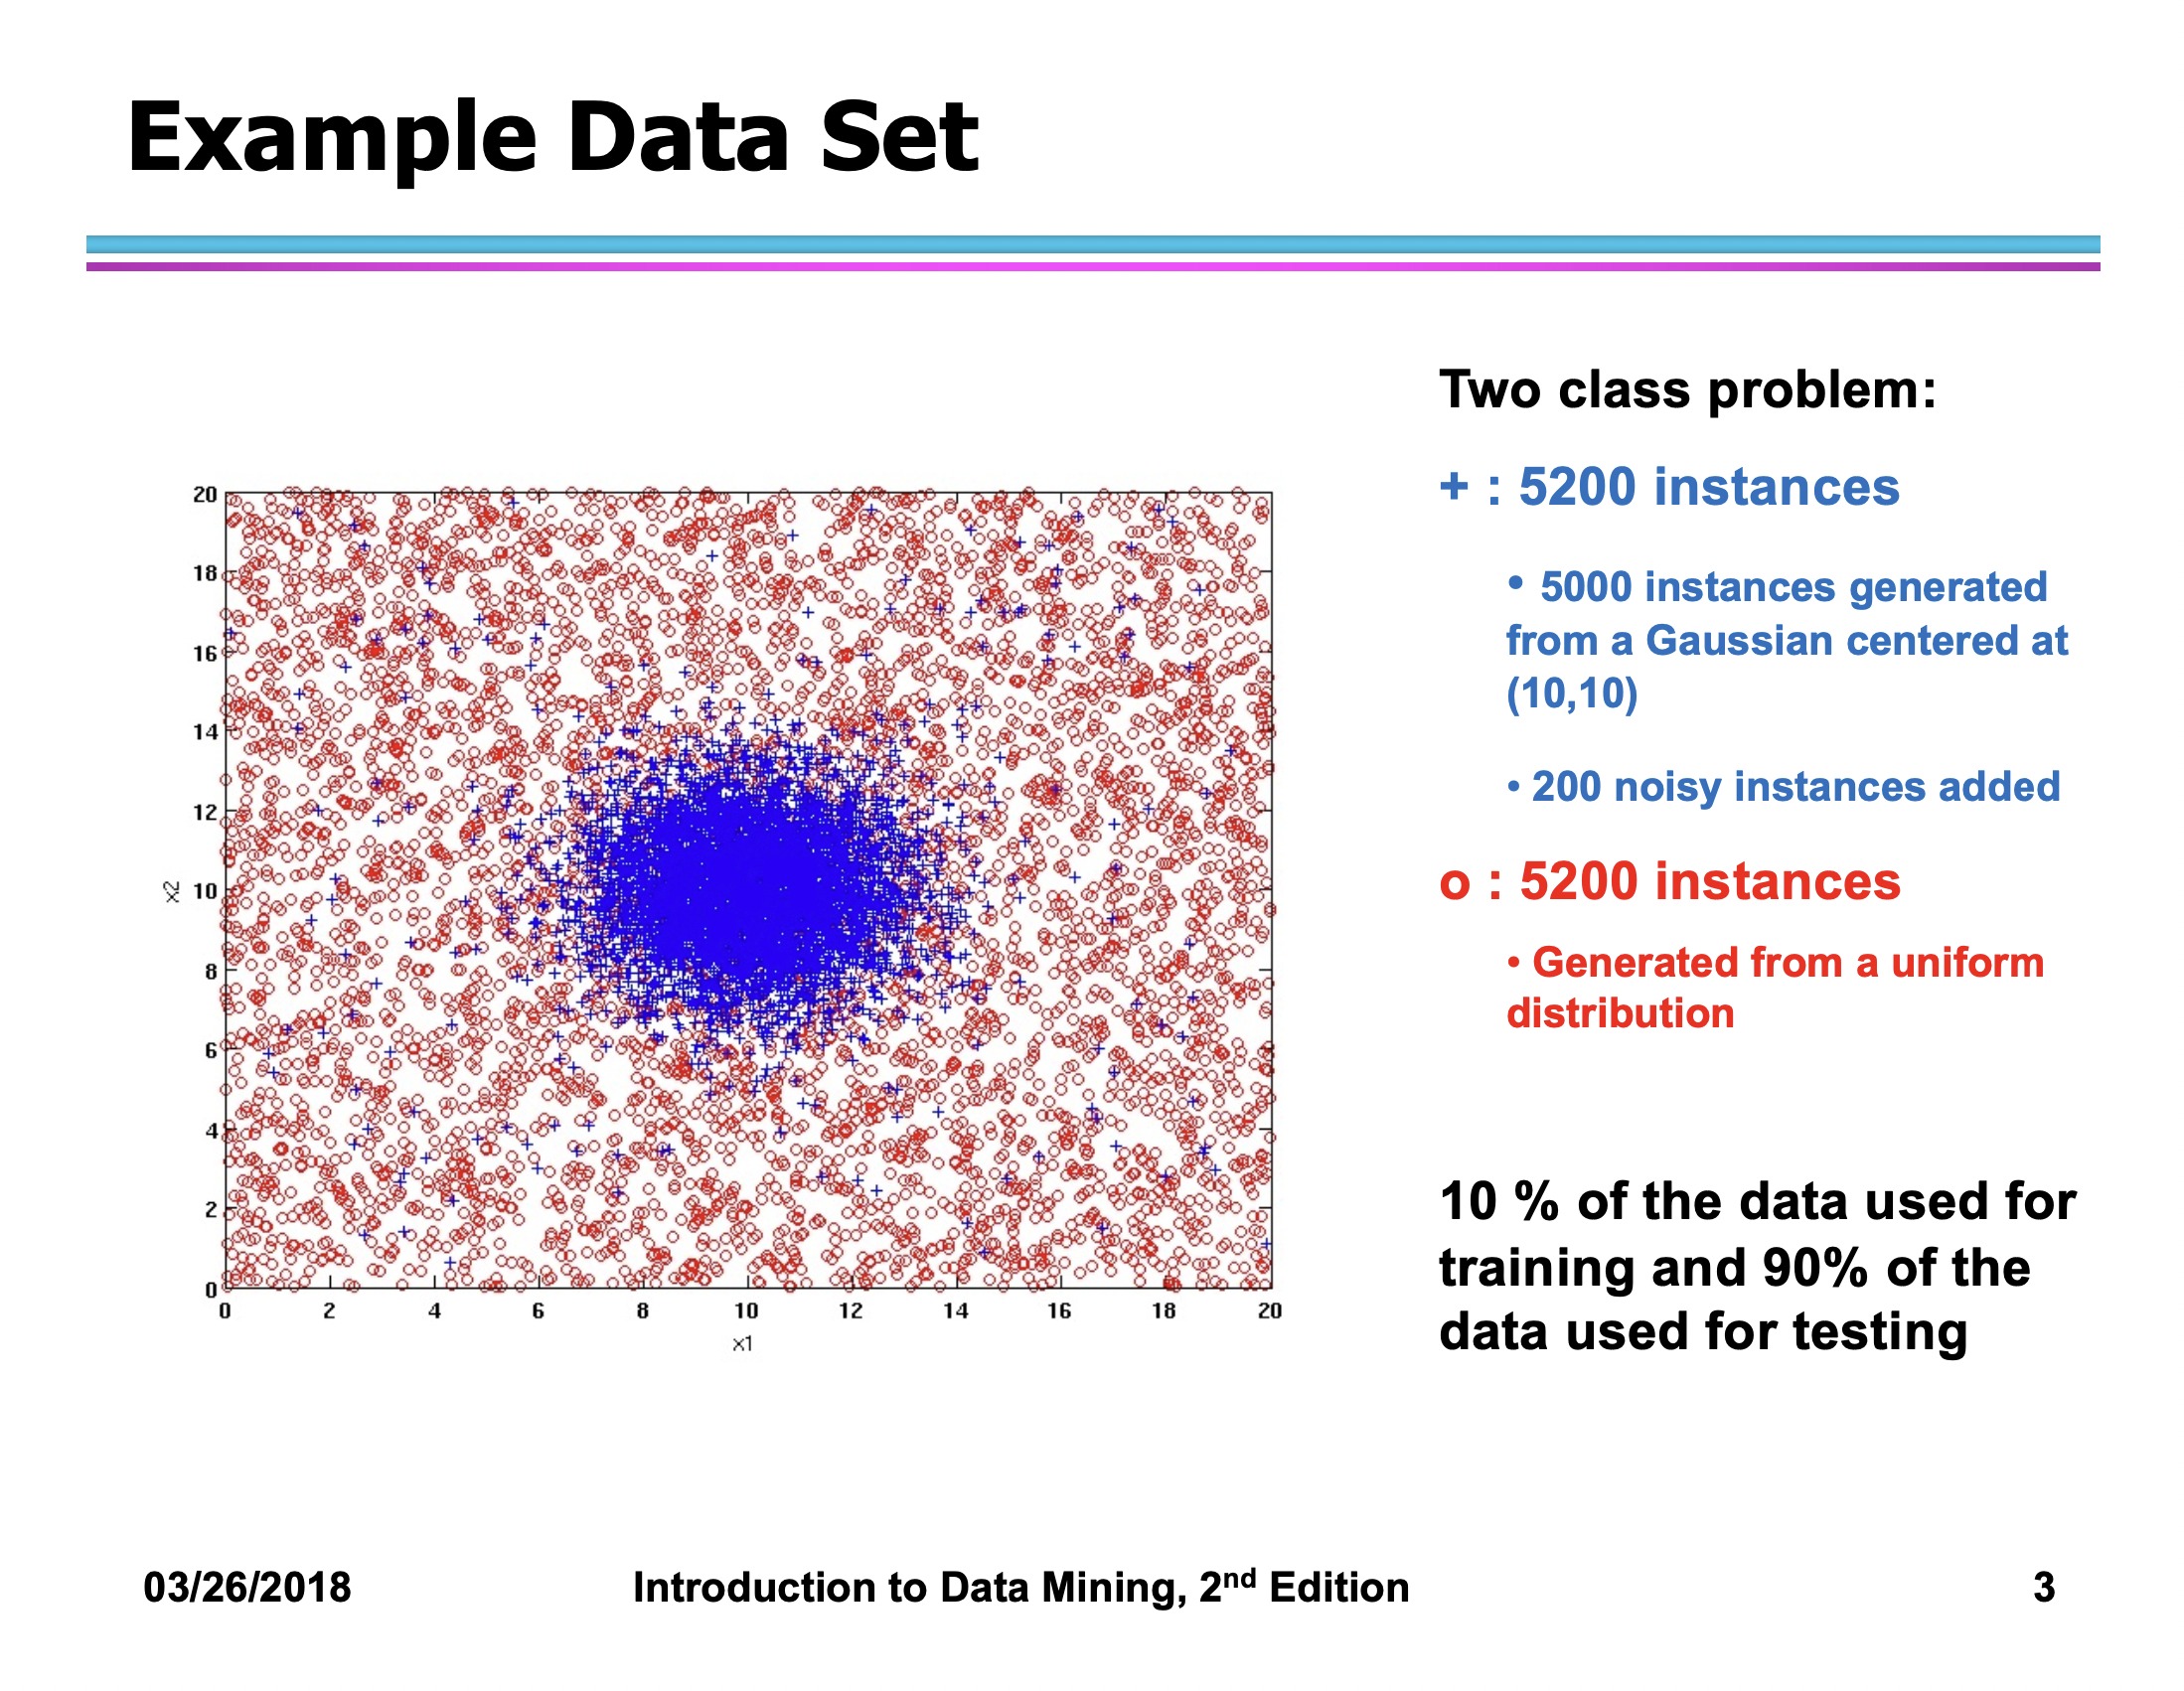 Example Data Set
Two class problem:
+ : 5200 instances
• 5000 instances generated
from a Gaussian centered at
(10,10)
• 200 noisy instances added
o : 5200 instances
• Generated from a uniform
distribution
10 % of the data used for
training and 90% of the
data used for testing
20
18
16
14
12
10
8
6
4
2
0
x2
0 2 4 6 8 10 12 14 16 18 20
x1
03/26/2018 Introduction to Data Mining, 2nd Edition 3